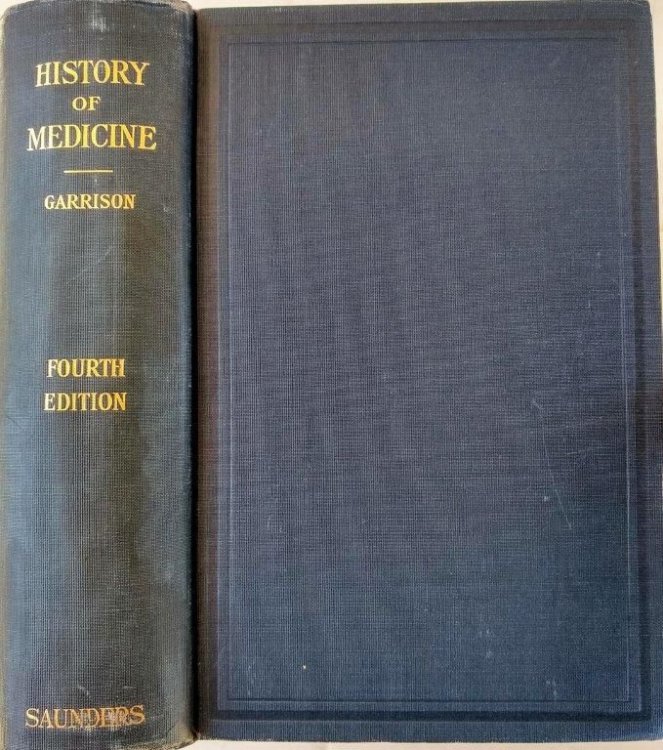 HISTORY
OF
MEDICINE
GARRISON
FOURTH
EDITION
SAUNDERS